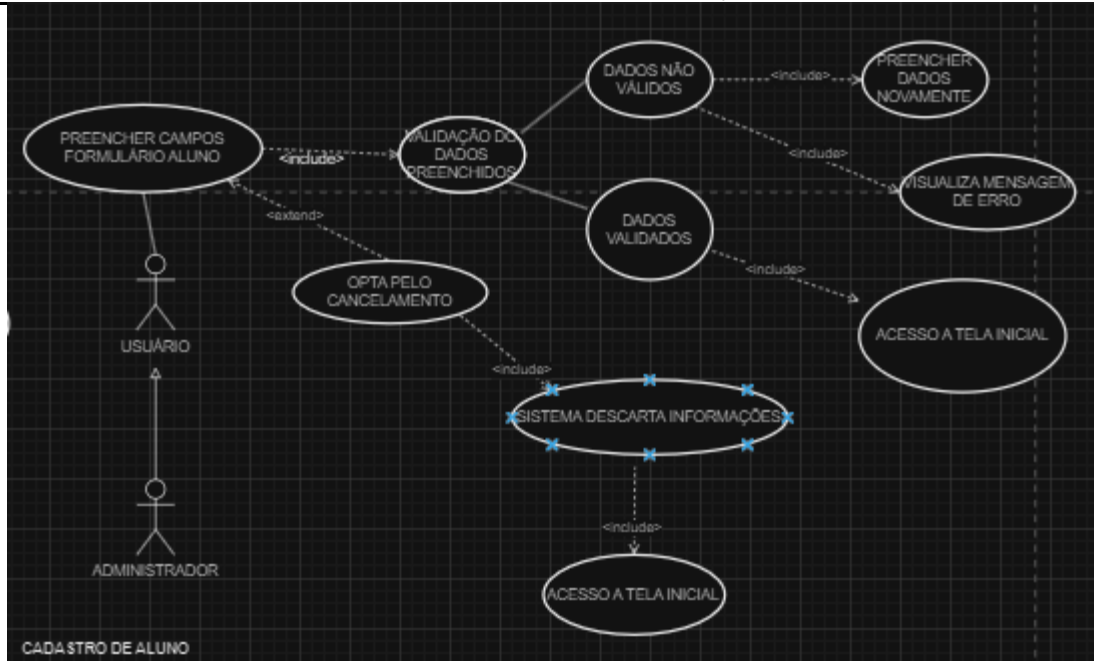 DADOS NÃO
VÁLIDOS
<include>
PREENCHER
DADOS
NOVAMENTE
PREENCHER CAMPOS
FORMULÁRIO ALUNO
<include>
VALIDAÇÃO DO
DADOS
PREENCHIDOS
<include>
VISUALIZA MENSAGEM
DE ERRO
<extend>
DADOS
VALIDADOS
<include>
OPTA PELO
CANCELAMENTO
ACESSO A TELA INICIAL
USUÁRIO
<include>
SISTEMA DESCARTA INFORMAÇÕES
<include>
ADMINISTRADOR
ACESSO A TELA INICIAL
CADASTRO DE ALUNO